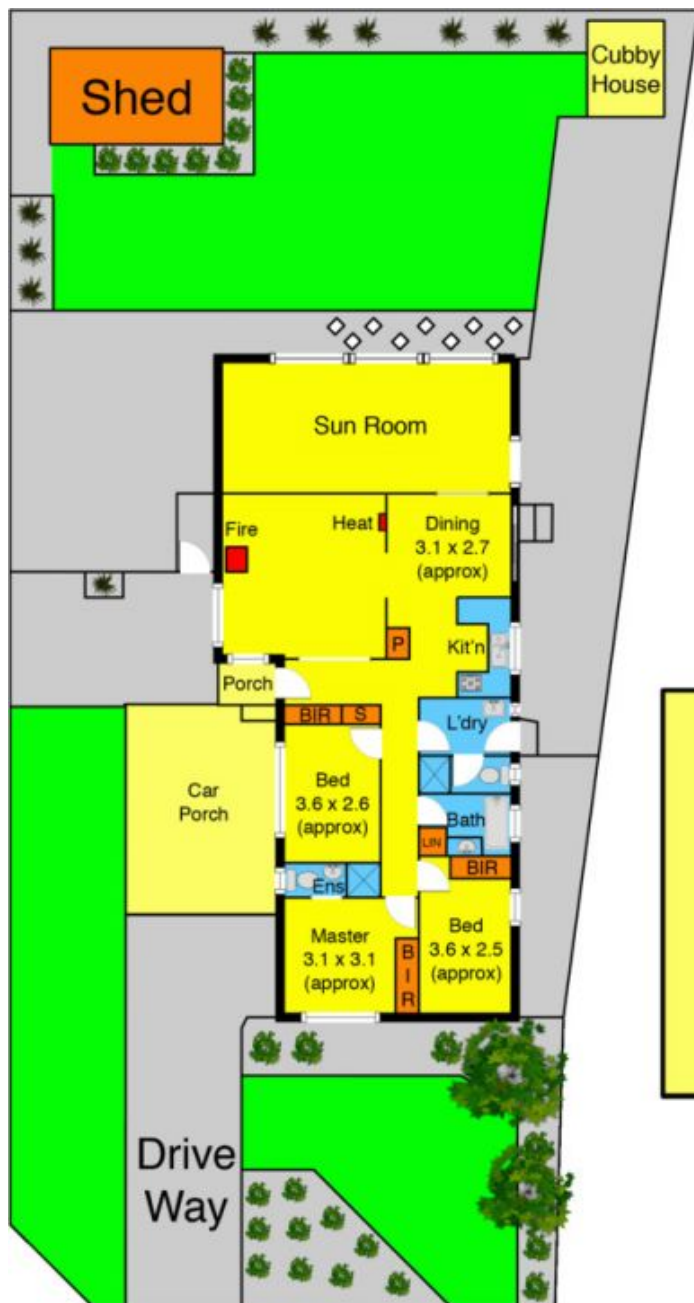 Cubby
House
Shed
Sun Room
Fire
Heat
Dining
3.1 x 2.7
(approx)
P
Kit'n
Porch
BIR
S
L'dry
Car
Porch
Bed
3.6 x 2.6
(approx)
Bath
LIN
BIR
Ens
Master
3.1 x 3.1
(approx)
B
I
R
Bed
3.6 x 2.5
(approx)
Drive
Way